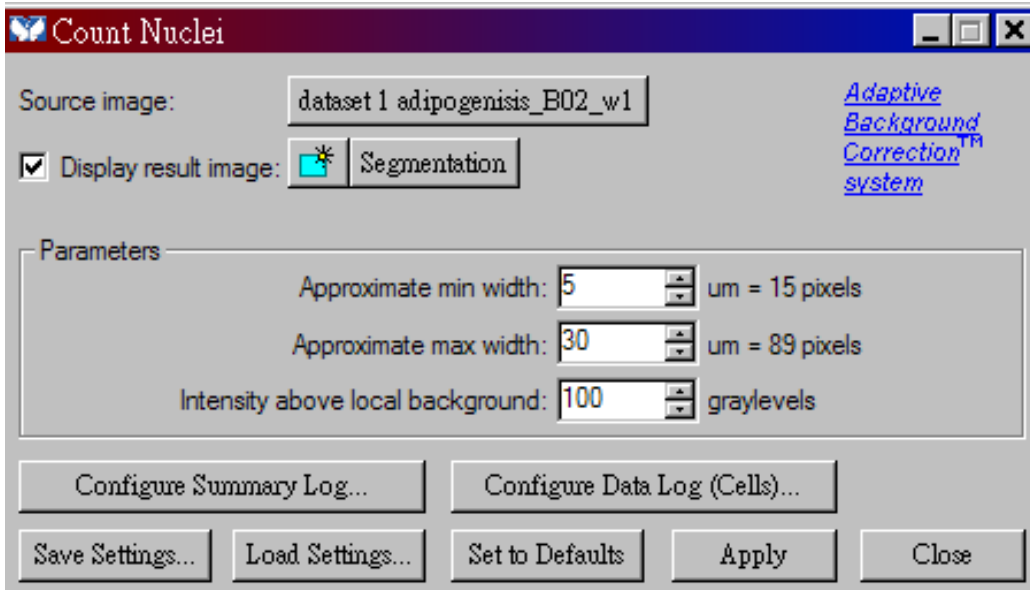 Count Nuclei
Source image: dataset 1 adipogenisis_B02_w1
Adaptive
Background
Correction™
system
Display result image: Segmentation
Parameters
Approximate min width: 5 um = 15 pixels
Approximate max width: 30 um = 89 pixels
Intensity above local background: 100 graylevels
Configure Summary Log... Configure Data Log (Cells)...
Save Settings... Load Settings... Set to Defaults Apply Close